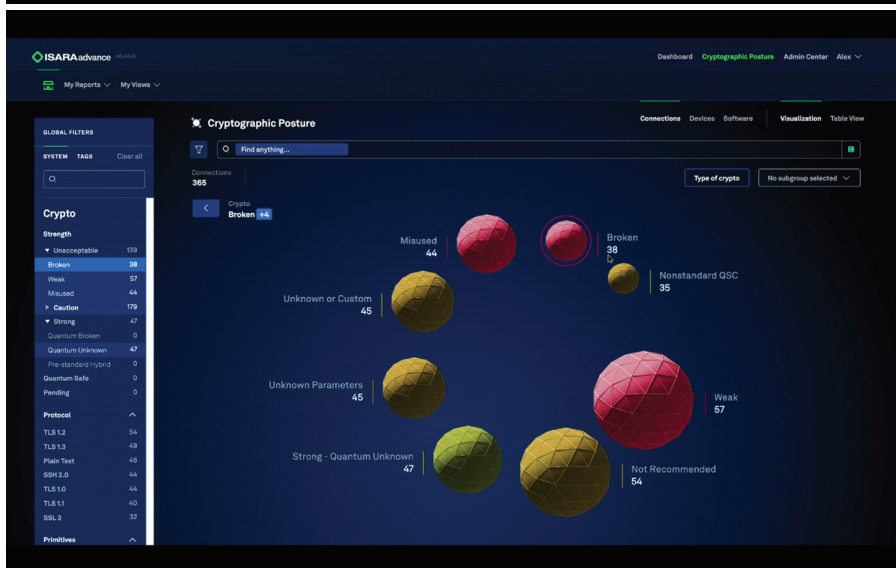 ISARA advance v0.43.0
Dashboard Cryptographic Posture Admin Center Alex
My Reports My Views
GLOBAL FILTERS
SYSTEM TAGS Clear all
Crypto
Strength
Unacceptable 139
Broken 38
Weak 57
Misused 44
Caution 179
Strong 47
Quantum Broken 0
Quantum Unknown 47
Pre-standard Hybrid 0
Quantum Safe 0
Pending 0
Protocol
TLS 1.2 54
TLS 1.3 49
Plain Text 46
SSH 2.0 44
TLS 1.0 44
TLS 1.1 40
SSL 3 32
Primitives
Cryptographic Posture
Connections Devices Software Visualization Table View
Find anything...
Connections
365
Type of crypto No subgroup selected
Crypto
Broken +4
Misused
44
Broken
38
Nonstandard QSC
35
Unknown or Custom
45
Unknown Parameters
45
Weak
57
Strong - Quantum Unknown
47
Not Recommended
54